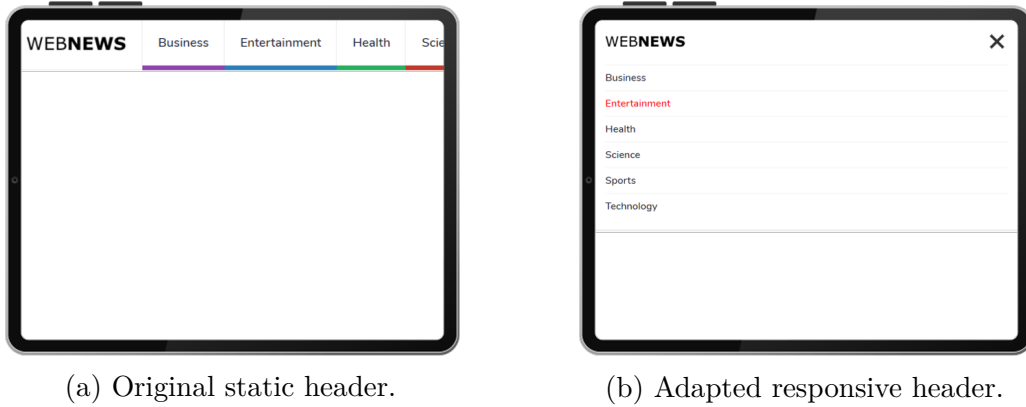 WEBNEWS Business Entertainment Health Scie
(a) Original static header.
WEBNEWS
Business
Entertainment
Health
Science
Sports
Technology
(b) Adapted responsive header.